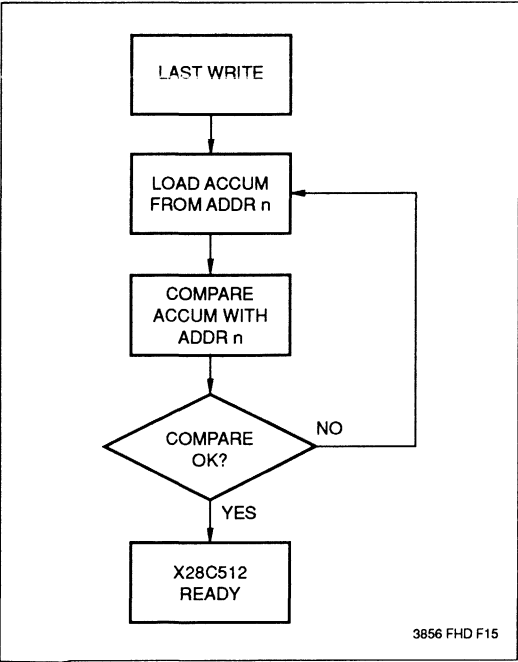 LAST WRITE
LOAD ACCUM
FROM ADDR n
COMPARE
ACCUM WITH
ADDR n
COMPARE
OK?
NO
YES
X28C512
READY
3856 FHD F15